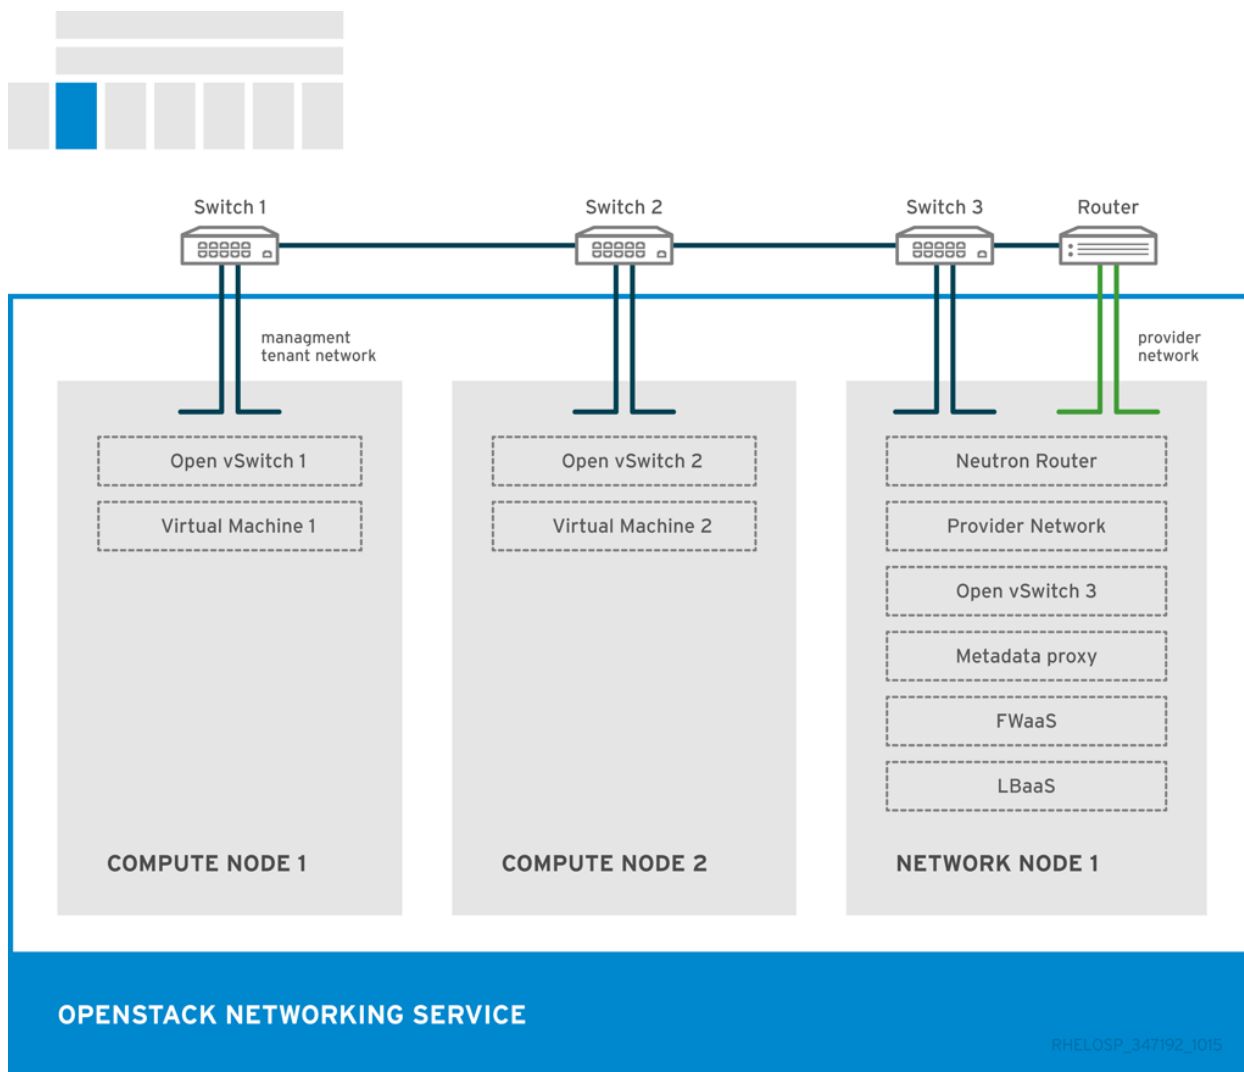 Switch 1
Switch 2
Switch 3
Router
managment
tenant network
provider
network
Open vSwitch 1
Virtual Machine 1
COMPUTE NODE 1
Open vSwitch 2
Virtual Machine 2
COMPUTE NODE 2
Neutron Router
Provider Network
Open vSwitch 3
Metadata proxy
FWaaS
LBaaS
NETWORK NODE 1
OPENSTACK NETWORKING SERVICE
RHELOSP_347192_1015